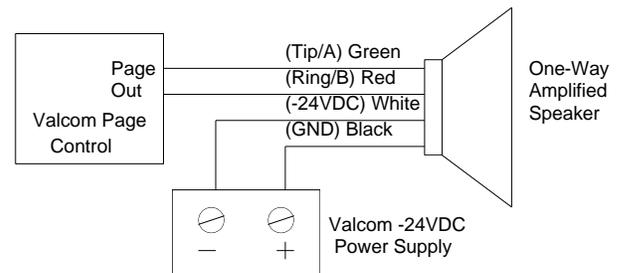 Page
Out
Valcom Page
Control
(Tip/A) Green
(Ring/B) Red
(-24VDC) White
(GND) Black
One-Way
Amplified
Speaker
Valcom -24VDC
Power Supply
− +